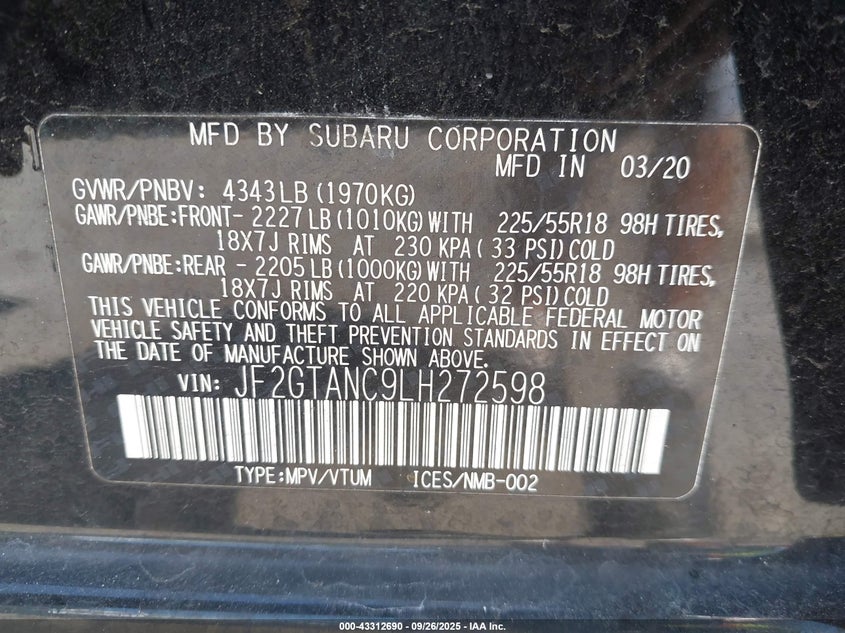 MFD BY SUBARU CORPORATION
MFD IN 03/20
GVWR/PNBV: 4343LB (1970KG)
GAWR/PNBE:FRONT- 2227 LB(1010KG)WITH 225/55R18 98H TIRES,
18X7J RIMS AT 230 KPA( 33 PSI)COLD
GAWR/PNBE:REAR - 2205 LB(1000KG)WITH 225/55R18 98H TIRES,
18X7J RIMS AT 220 KPA( 32 PSI)COLD
THIS VEHICLE CONFORMS TO ALL APPLICABLE FEDERAL MOTOR
VEHICLE SAFETY AND THEFT PREVENTION STANDARDS IN EFFECT ON
THE DATE OF MANUFACTURE SHOWN ABOVE.
VIN: JF2GTANC9LH272598
TYPE:MPV/VTUM ICES/NMB-002
000-43312690 - 09/26/2025 - IAA Inc.